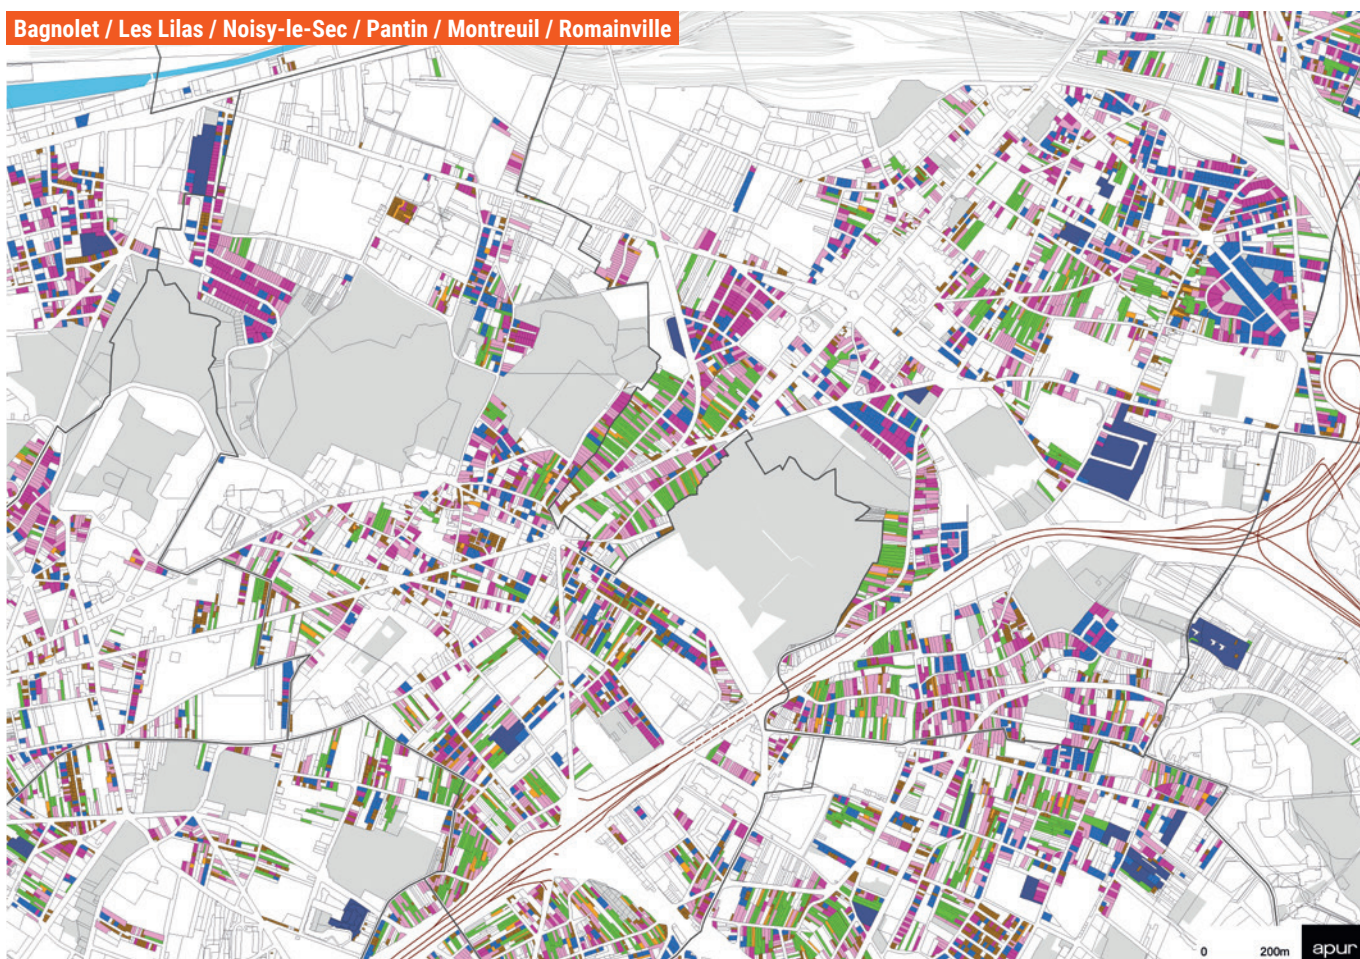 Bagnolet / Les Lilas / Noisy-le-Sec / Pantin / Montreuil / Romainville
0 200m
apur